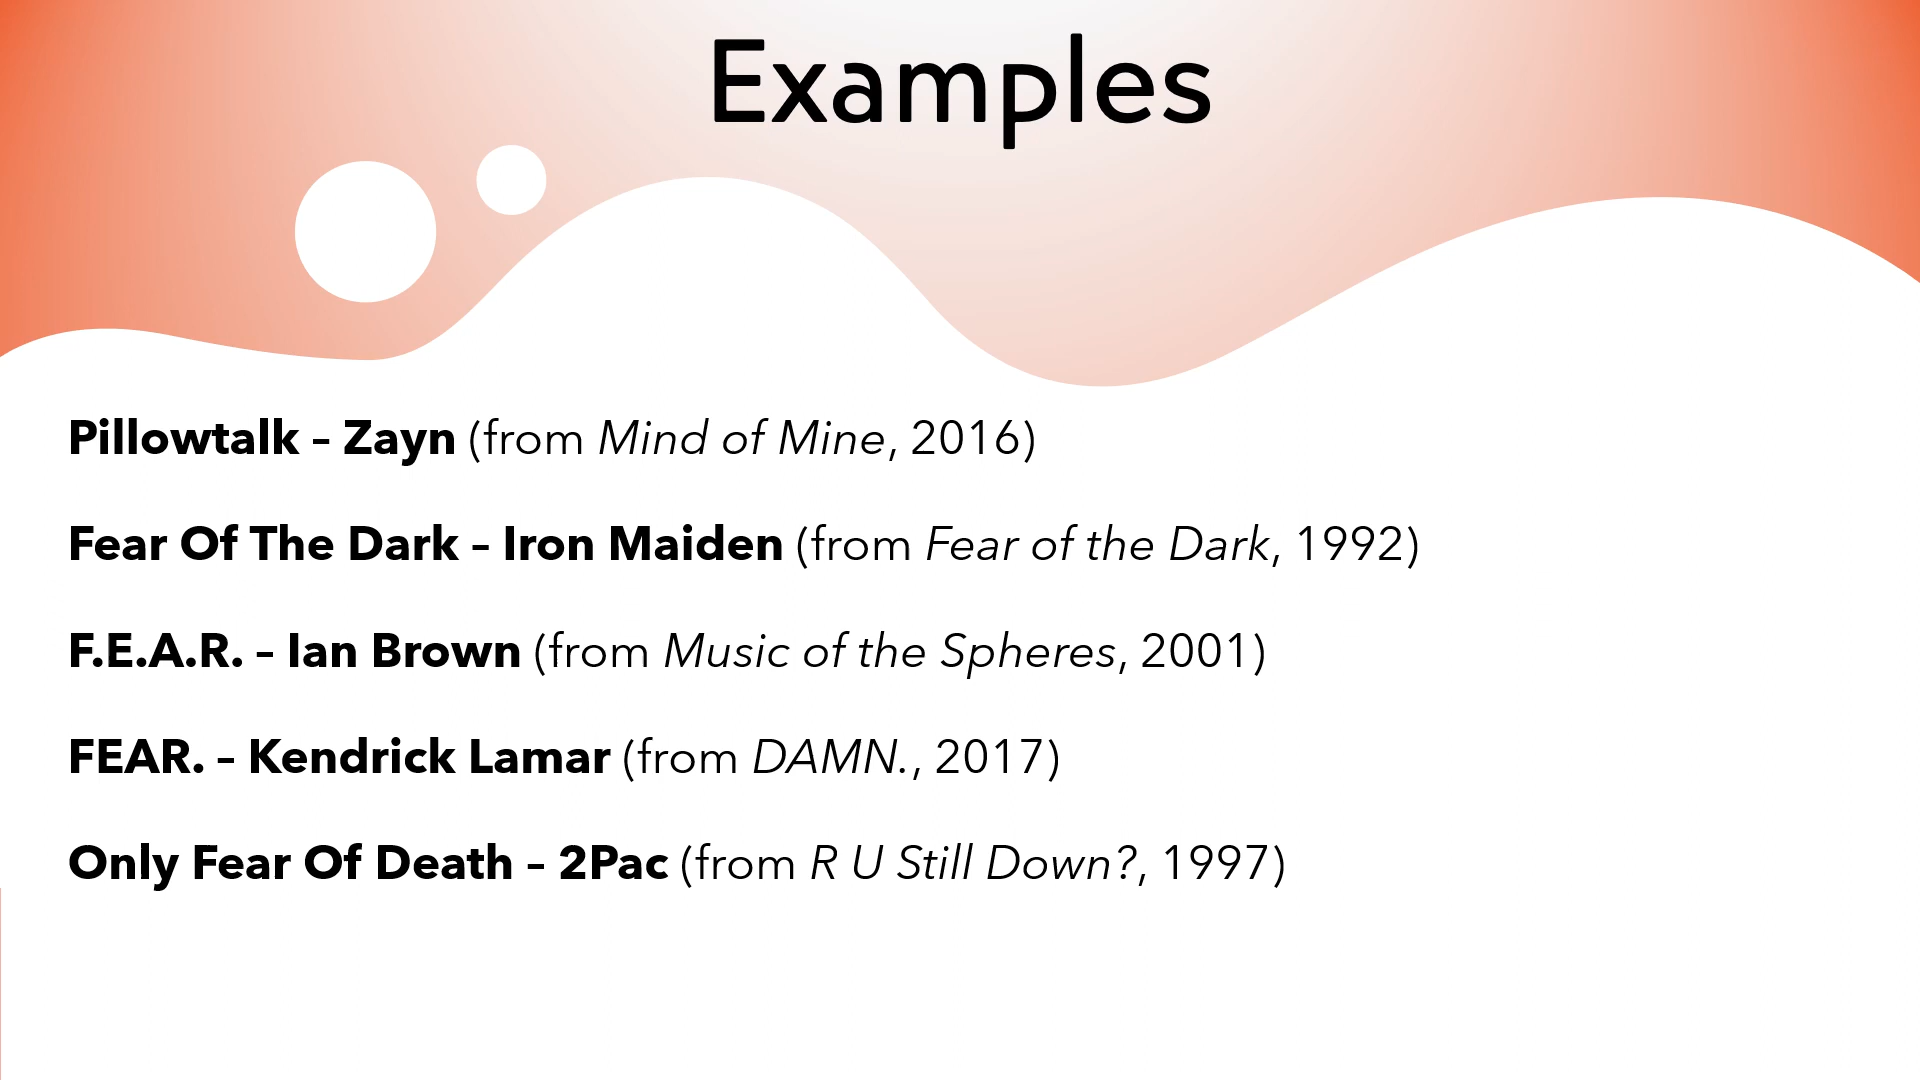 Examples
Pillowtalk – Zayn (from Mind of Mine, 2016)
Fear Of The Dark – Iron Maiden (from Fear of the Dark, 1992)
F.E.A.R. – Ian Brown (from Music of the Spheres, 2001)
FEAR. – Kendrick Lamar (from DAMN., 2017)
Only Fear Of Death – 2Pac (from R U Still Down?, 1997)